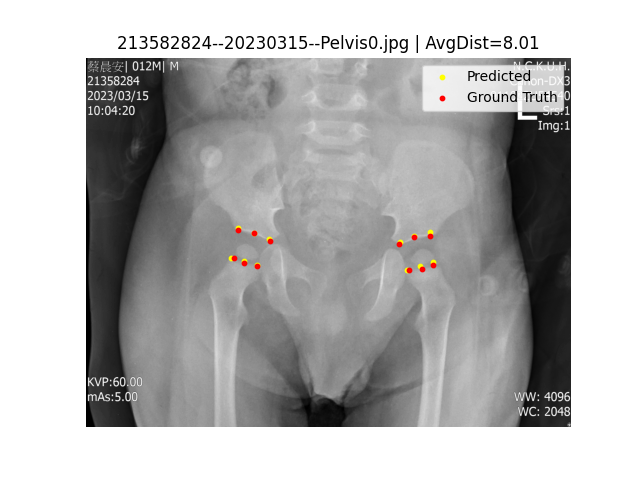 213582824--20230315--Pelvis0.jpg | AvgDist=8.01
蔡晨安| 012M| M
21358284
2023/03/15
10:04:20
N.C.K.U.H.
Predicted
Ground Truth
Srs:1
Img:1
KVP:60.00
mAs:5.00
WW: 4096
WC: 2048
L